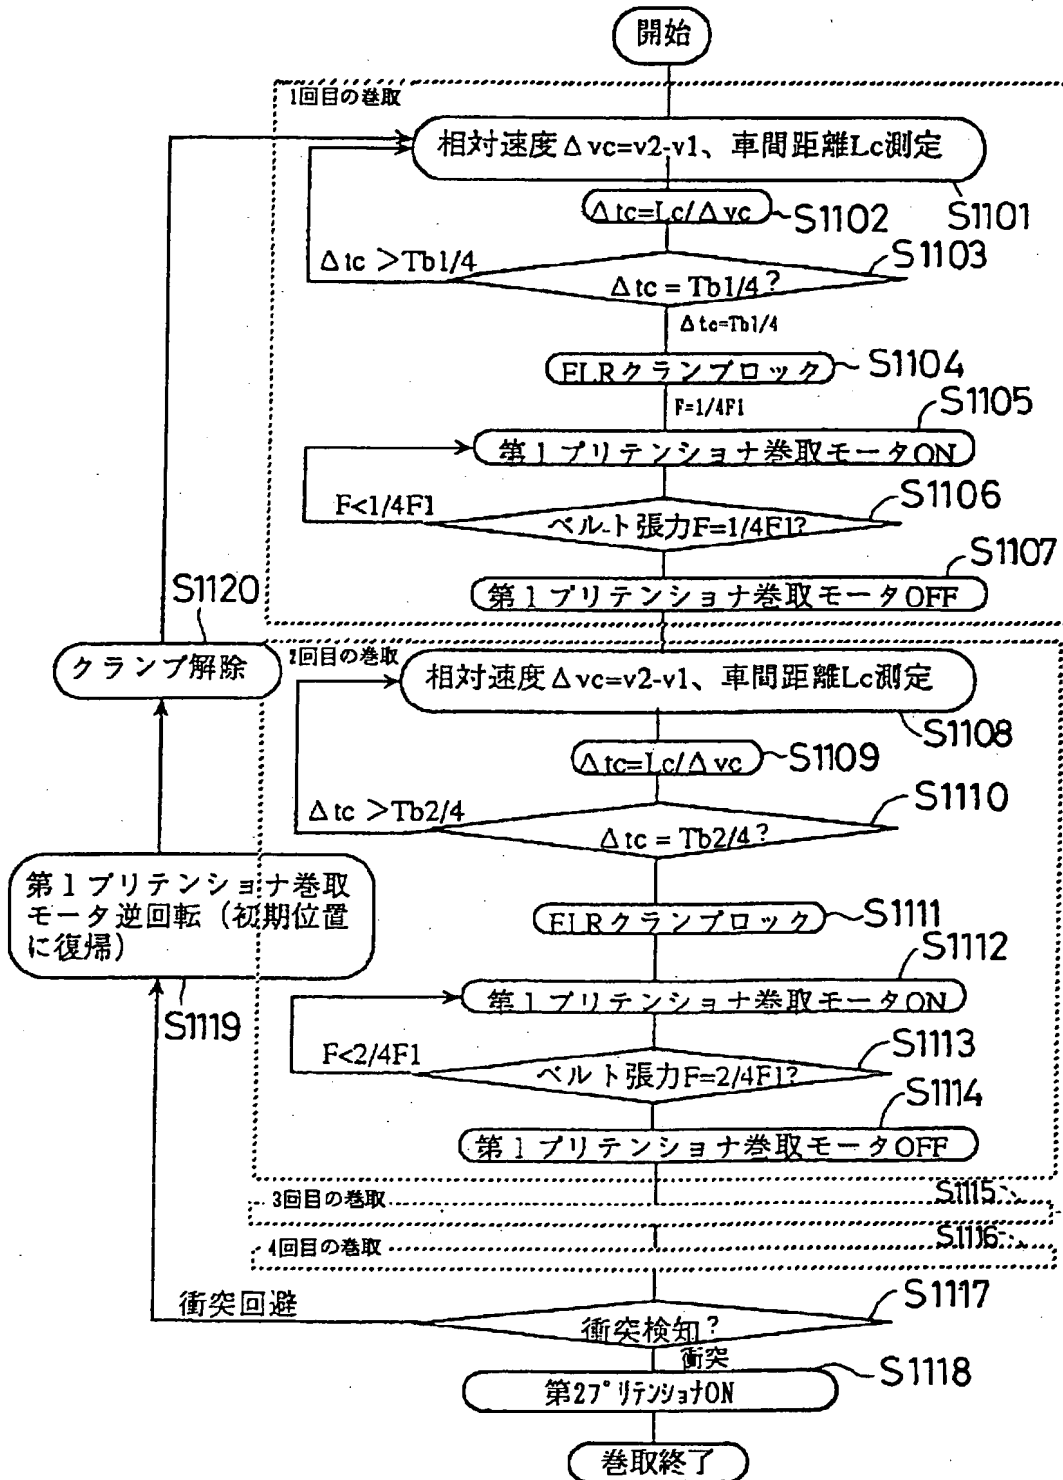 開始
1回目の巻取
相対速度Δvc=v2-v1、車間距離Lc測定
S1101
Δtc=Lc/Δvc
S1102
S1103
Δtc＞Tb1/4
Δtc = Tb1/4?
Δtc=Tb1/4
S1104
ELRクランプロック
F=1/4F1
S1105
第1プリテンショナ巻取モータON
F<1/4F1
S1106
ベルト張力F=1/4F1?
S1107
第1プリテンショナ巻取モータOFF
S1120
クランプ解除
2回目の巻取
相対速度Δvc=v2-v1、車間距離Lc測定
S1108
Δtc=Lc/Δvc
S1109
Δtc＞Tb2/4
S1110
Δtc = Tb2/4?
第1プリテンショナ巻取
モータ逆回転（初期位置
に復帰）
S1119
ELRクランプロック
S1111
S1112
第1プリテンショナ巻取モータON
F<2/4F1
S1113
ベルト張力F=2/4F1?
S1114
第1プリテンショナ巻取モータOFF
3回目の巻取
S1115
4回目の巻取
S1116
衝突回避
S1117
衝突検知?
衝突
S1118
第2ﾌﾟﾘﾃﾝｼｮﾅON
巻取終了